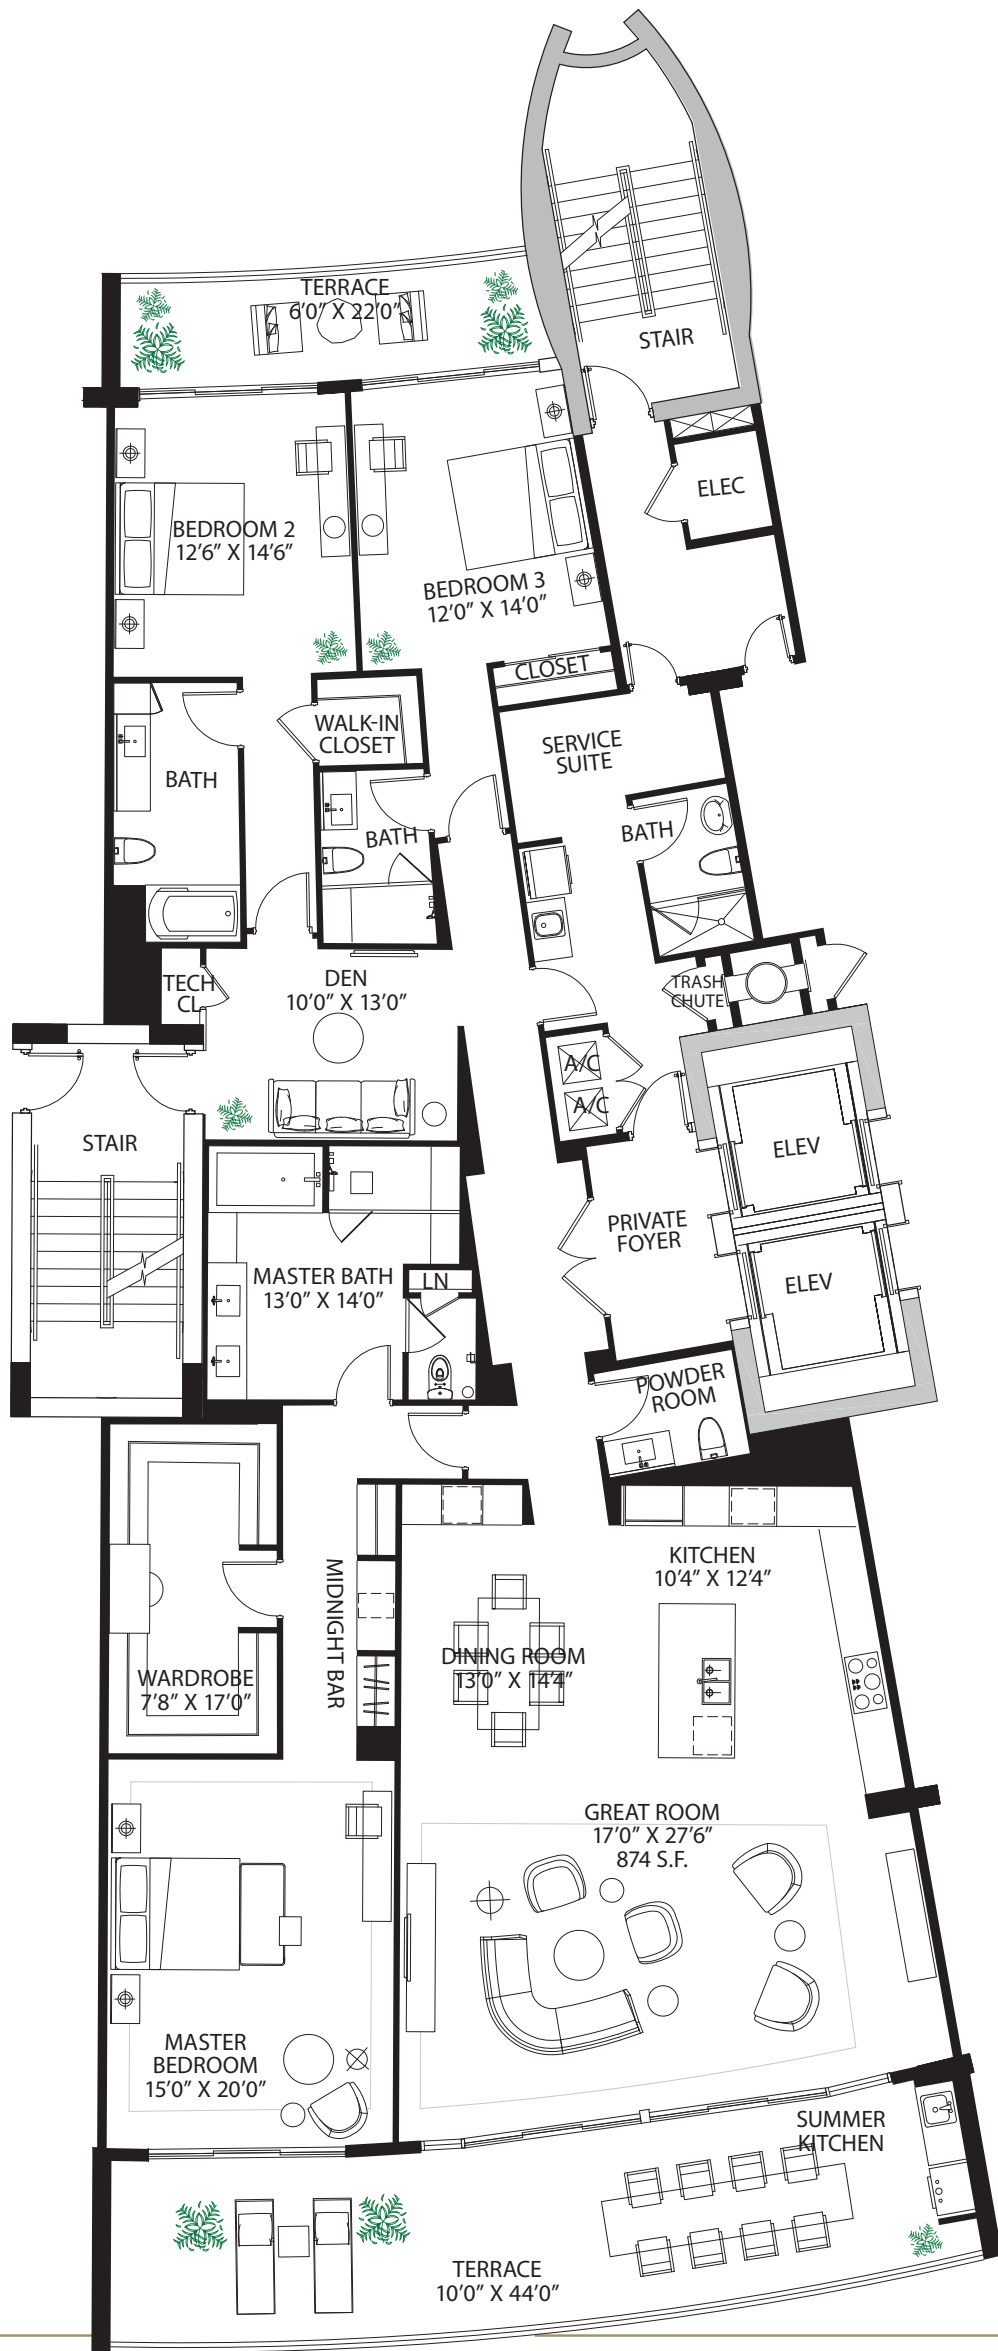 TERRACE
6'0" X 22'0"
STAIR
ELEC
BEDROOM 2
12'6" X 14'6"
BEDROOM 3
12'0" X 14'0"
CLOSET
WALK-IN
CLOSET
SERVICE
SUITE
BATH
BATH
BATH
TECH
CL
DEN
10'0" X 13'0"
TRASH
CHUTE
A/C
A/C
STAIR
ELEV
PRIVATE
FOYER
MASTER BATH
13'0" X 14'0"
LN
ELEV
POWDER
ROOM
KITCHEN
10'4" X 12'4"
MIDNIGHT BAR
DINING ROOM
13'0" X 14'4"
WARDROBE
7'8" X 17'0"
GREAT ROOM
17'0" X 27'6"
874 S.F.
MASTER
BEDROOM
15'0" X 20'0"
SUMMER
KITCHEN
TERRACE
10'0" X 44'0"